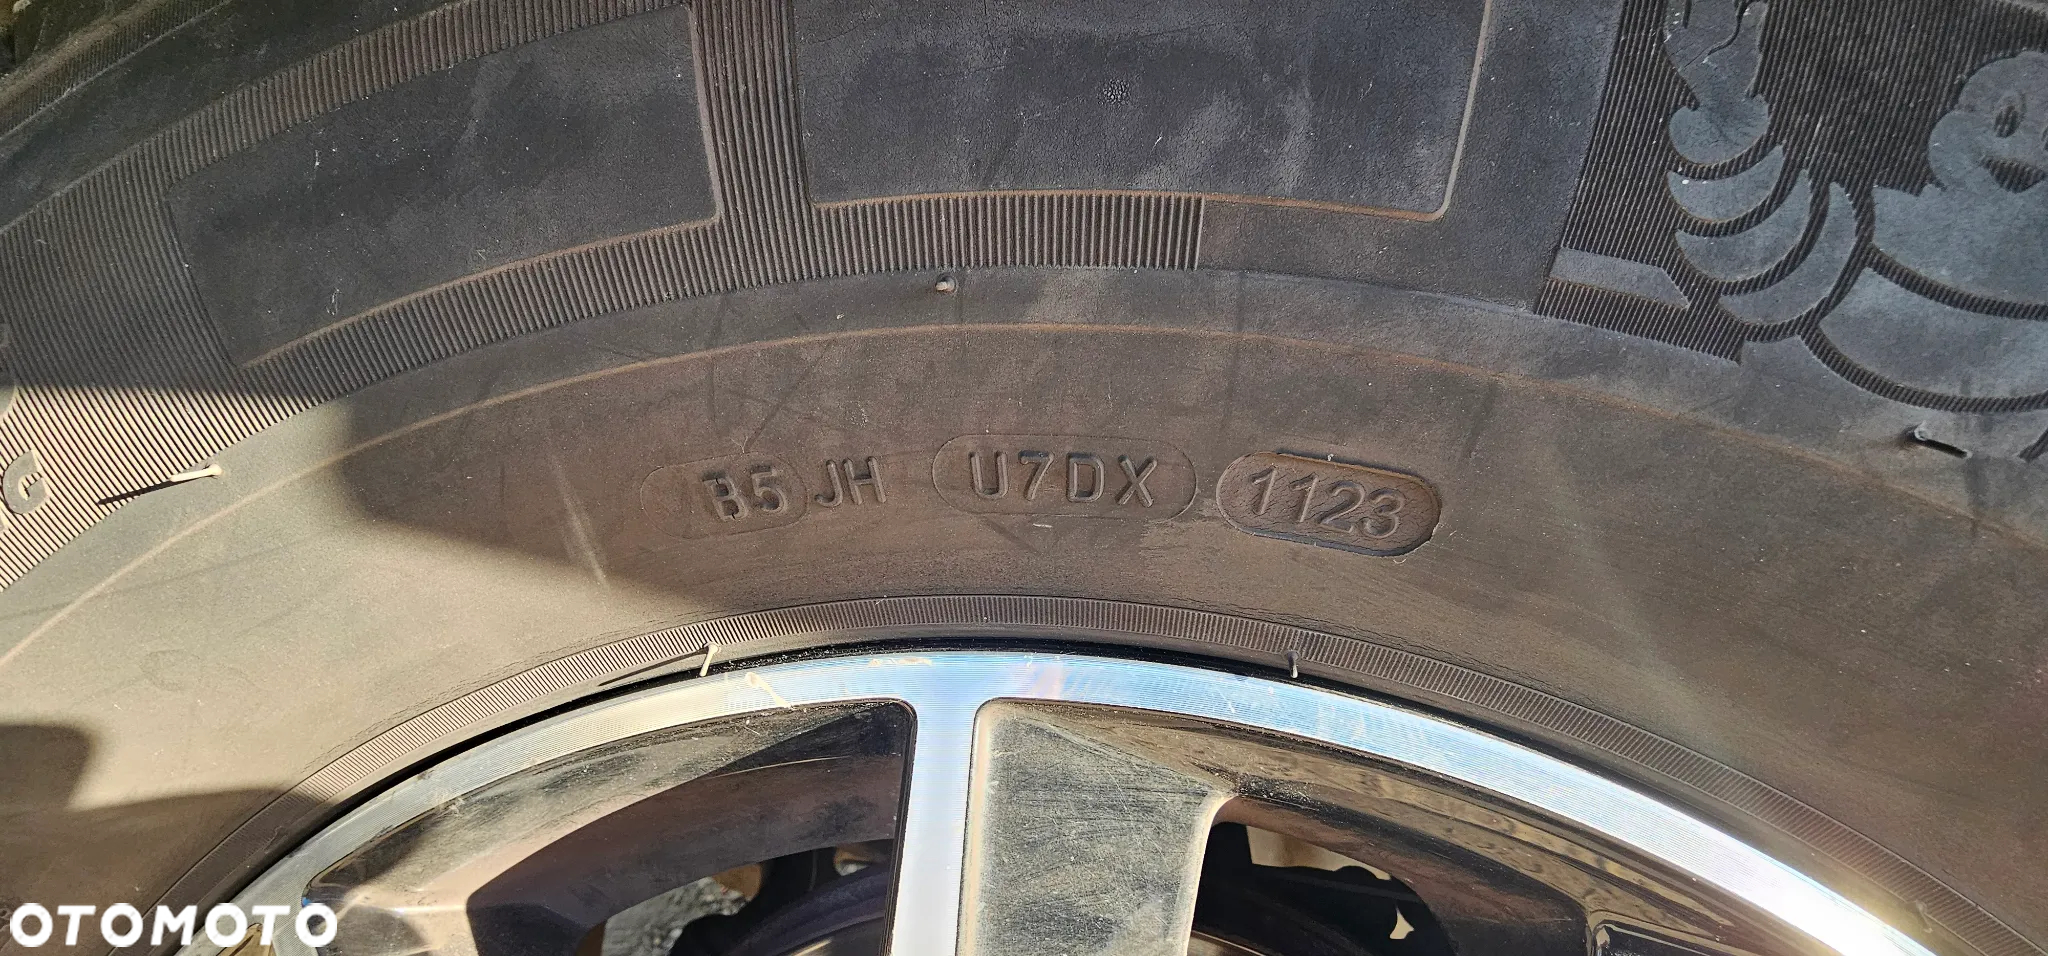 G
B5 JH U7DX 1123
OTOMOTO